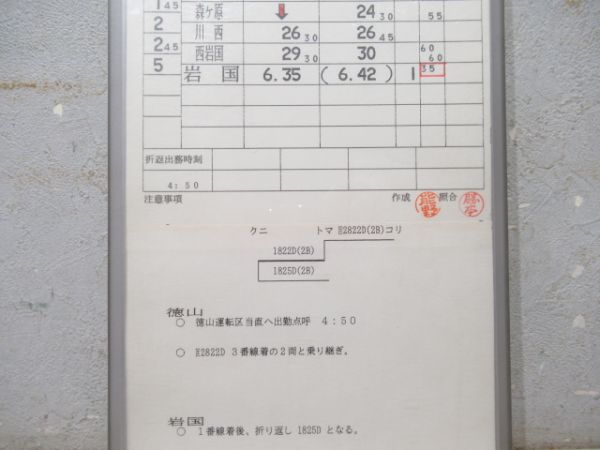 1 45 森ケ原 ↓ 24 30 55
2 川西 26 30 26 45
2 45 西岩国 29 30 30 60
60
5 岩国 6.35 (6.42) 1 35
折返出務時刻
4:50
注意事項 作成 熊野 照合
クニ トマ E2822D(2B)コリ
1822D(2B)
1825D(2B)
徳山
○ 徳山運転区当直へ出勤点呼 4:50
○ E2822D 3番線着の2両と乗り継ぎ。
岩国
○ 1番線着後、折り返し 1825D となる。